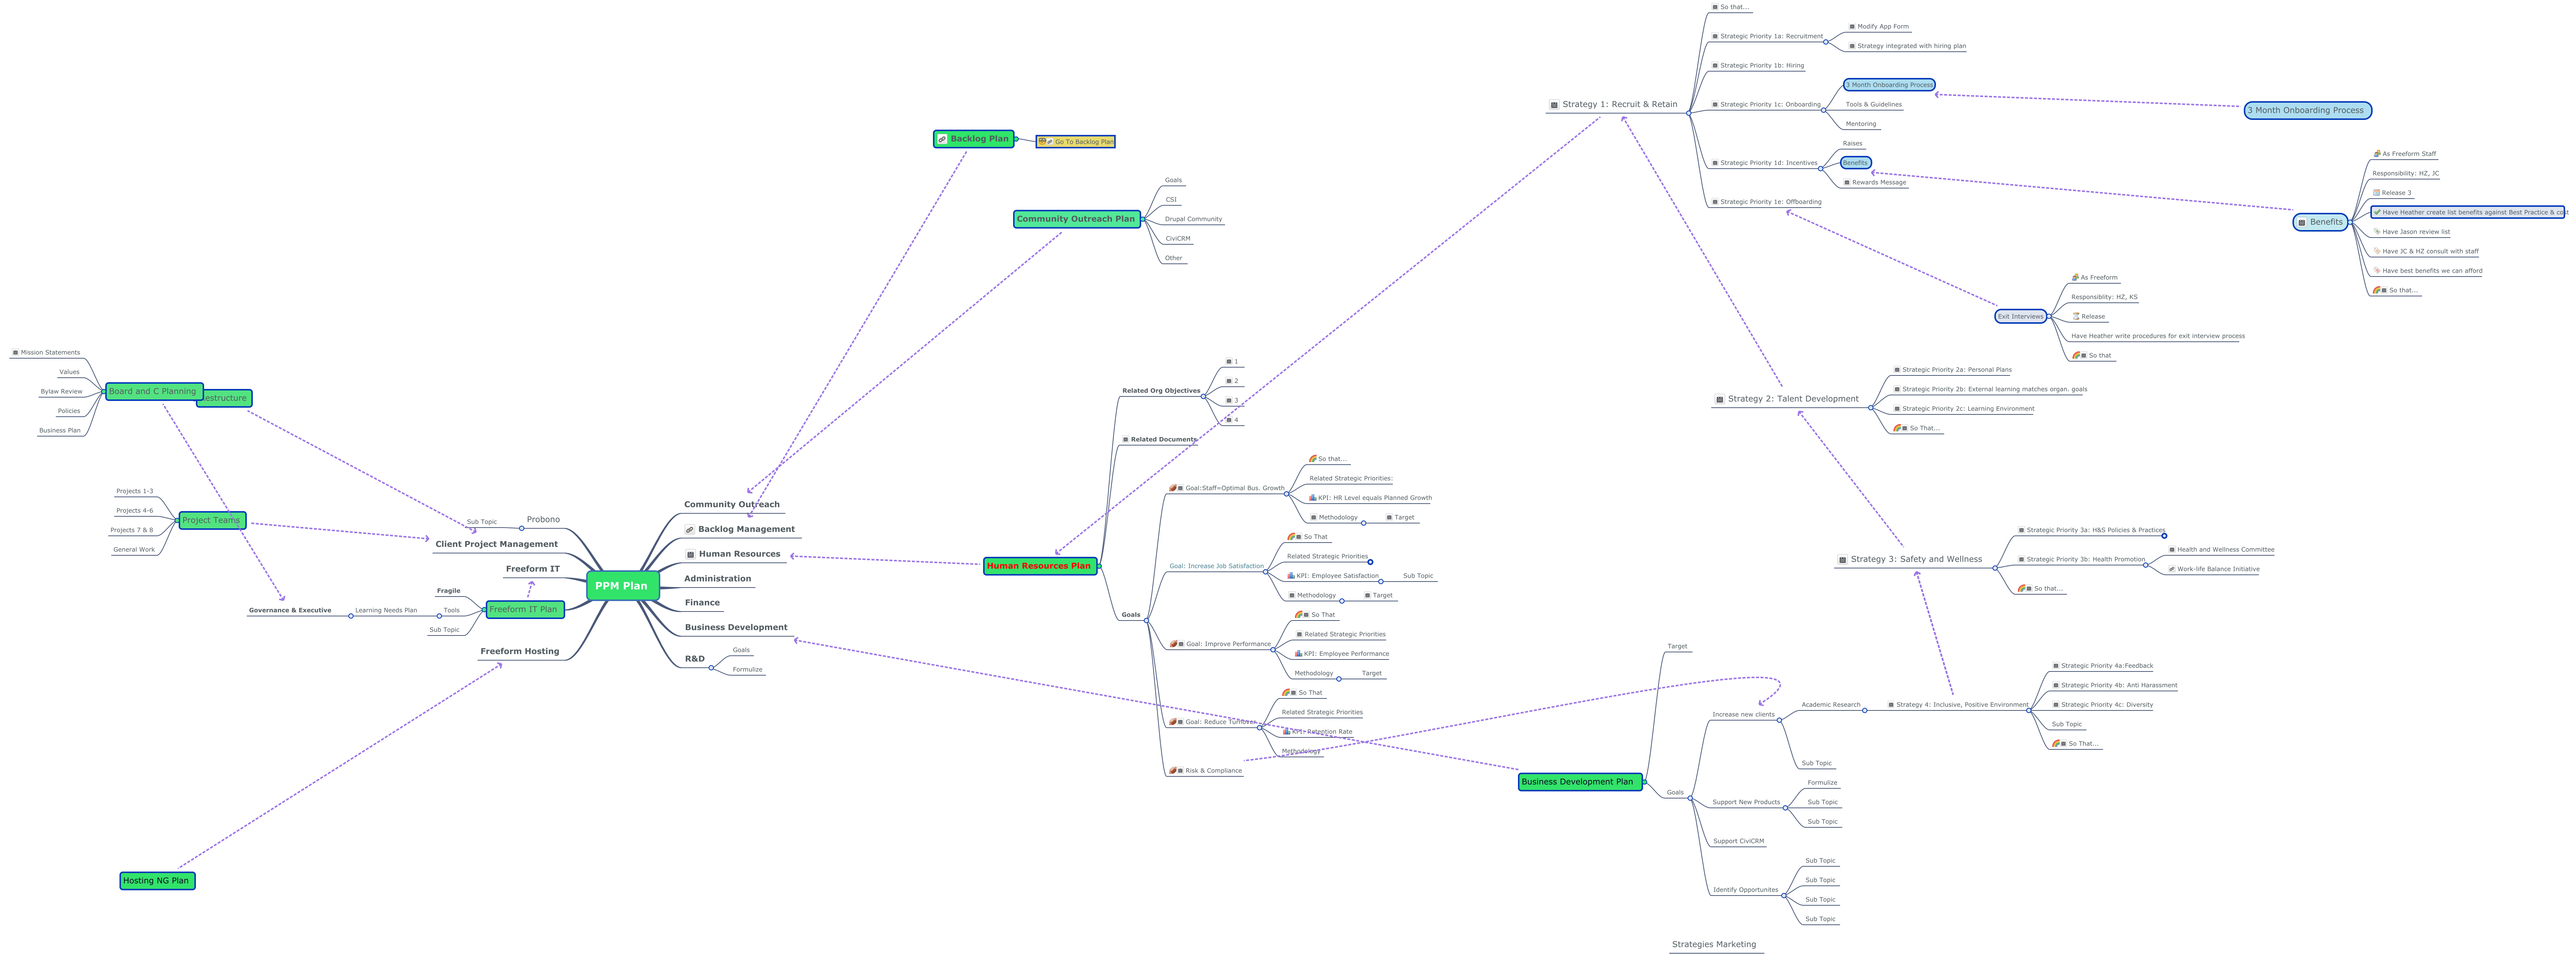 PPM Plan
Community Outreach
Backlog Management
Human Resources
Administration
Finance
Business Development
R&D
Goals
Formulize
Probono
Sub Topic
Client Project Management
Freeform IT
Freeform IT Plan
Fragile
Tools
Learning Needs Plan
Governance & Executive
Sub Topic
Freeform Hosting
Hosting NG Plan
Board and C Planning
Mission Statements
Values
Bylaw Review
Policies
Business Plan
estructure
Project Teams
Projects 1-3
Projects 4-6
Projects 7 & 8
General Work
Backlog Plan
Go To Backlog Plan
Community Outreach Plan
Goals
CSI
Drupal Community
CiviCRM
Other
Human Resources Plan
Related Org Objectives
1
2
3
4
Related Documents
Goals
Goal:Staff=Optimal Bus. Growth
So that...
Related Strategic Priorities:
KPI: HR Level equals Planned Growth
Methodology
Target
Goal: Increase Job Satisfaction
So That
Related Strategic Priorities
KPI: Employee Satisfaction
Sub Topic
Methodology
Target
Goal: Improve Performance
So That
Related Strategic Priorities
KPI: Employee Performance
Methodology
Target
Goal: Reduce Turnover
So That
Related Strategic Priorities
KPI: Retention Rate
Methodology
Risk & Compliance
Strategy 1: Recruit & Retain
So that...
Strategic Priority 1a: Recruitment
Modify App Form
Strategy integrated with hiring plan
Strategic Priority 1b: Hiring
Strategic Priority 1c: Onboarding
3 Month Onboarding Process
Tools & Guidelines
Mentoring
Strategic Priority 1d: Incentives
Raises
Benefits
Rewards Message
Strategic Priority 1e: Offboarding
3 Month Onboarding Process
Benefits
As Freeform Staff
Responsibility: HZ, JC
Release 3
Have Heather create list benefits against Best Practice & cost
Have Jason review list
Have JC & HZ consult with staff
Have best benefits we can afford
So that...
Exit Interviews
As Freeform
Responsiblity: HZ, KS
Release
Have Heather write procedures for exit interview process
So that
Strategy 2: Talent Development
Strategic Priority 2a: Personal Plans
Strategic Priority 2b: External learning matches organ. goals
Strategic Priority 2c: Learning Environment
So That...
Strategy 3: Safety and Wellness
Strategic Priority 3a: H&S Policies & Practices
Strategic Priority 3b: Health Promotion
Health and Wellness Committee
Work-life Balance Initiative
So that...
Business Development Plan
Target
Goals
Increase new clients
Academic Research
Strategy 4: Inclusive, Positive Environment
Strategic Priority 4a:Feedback
Strategic Priority 4b: Anti Harassment
Strategic Priority 4c: Diversity
Sub Topic
So That...
Sub Topic
Support New Products
Formulize
Sub Topic
Sub Topic
Support CiviCRM
Identify Opportunites
Sub Topic
Sub Topic
Sub Topic
Sub Topic
Strategies Marketing